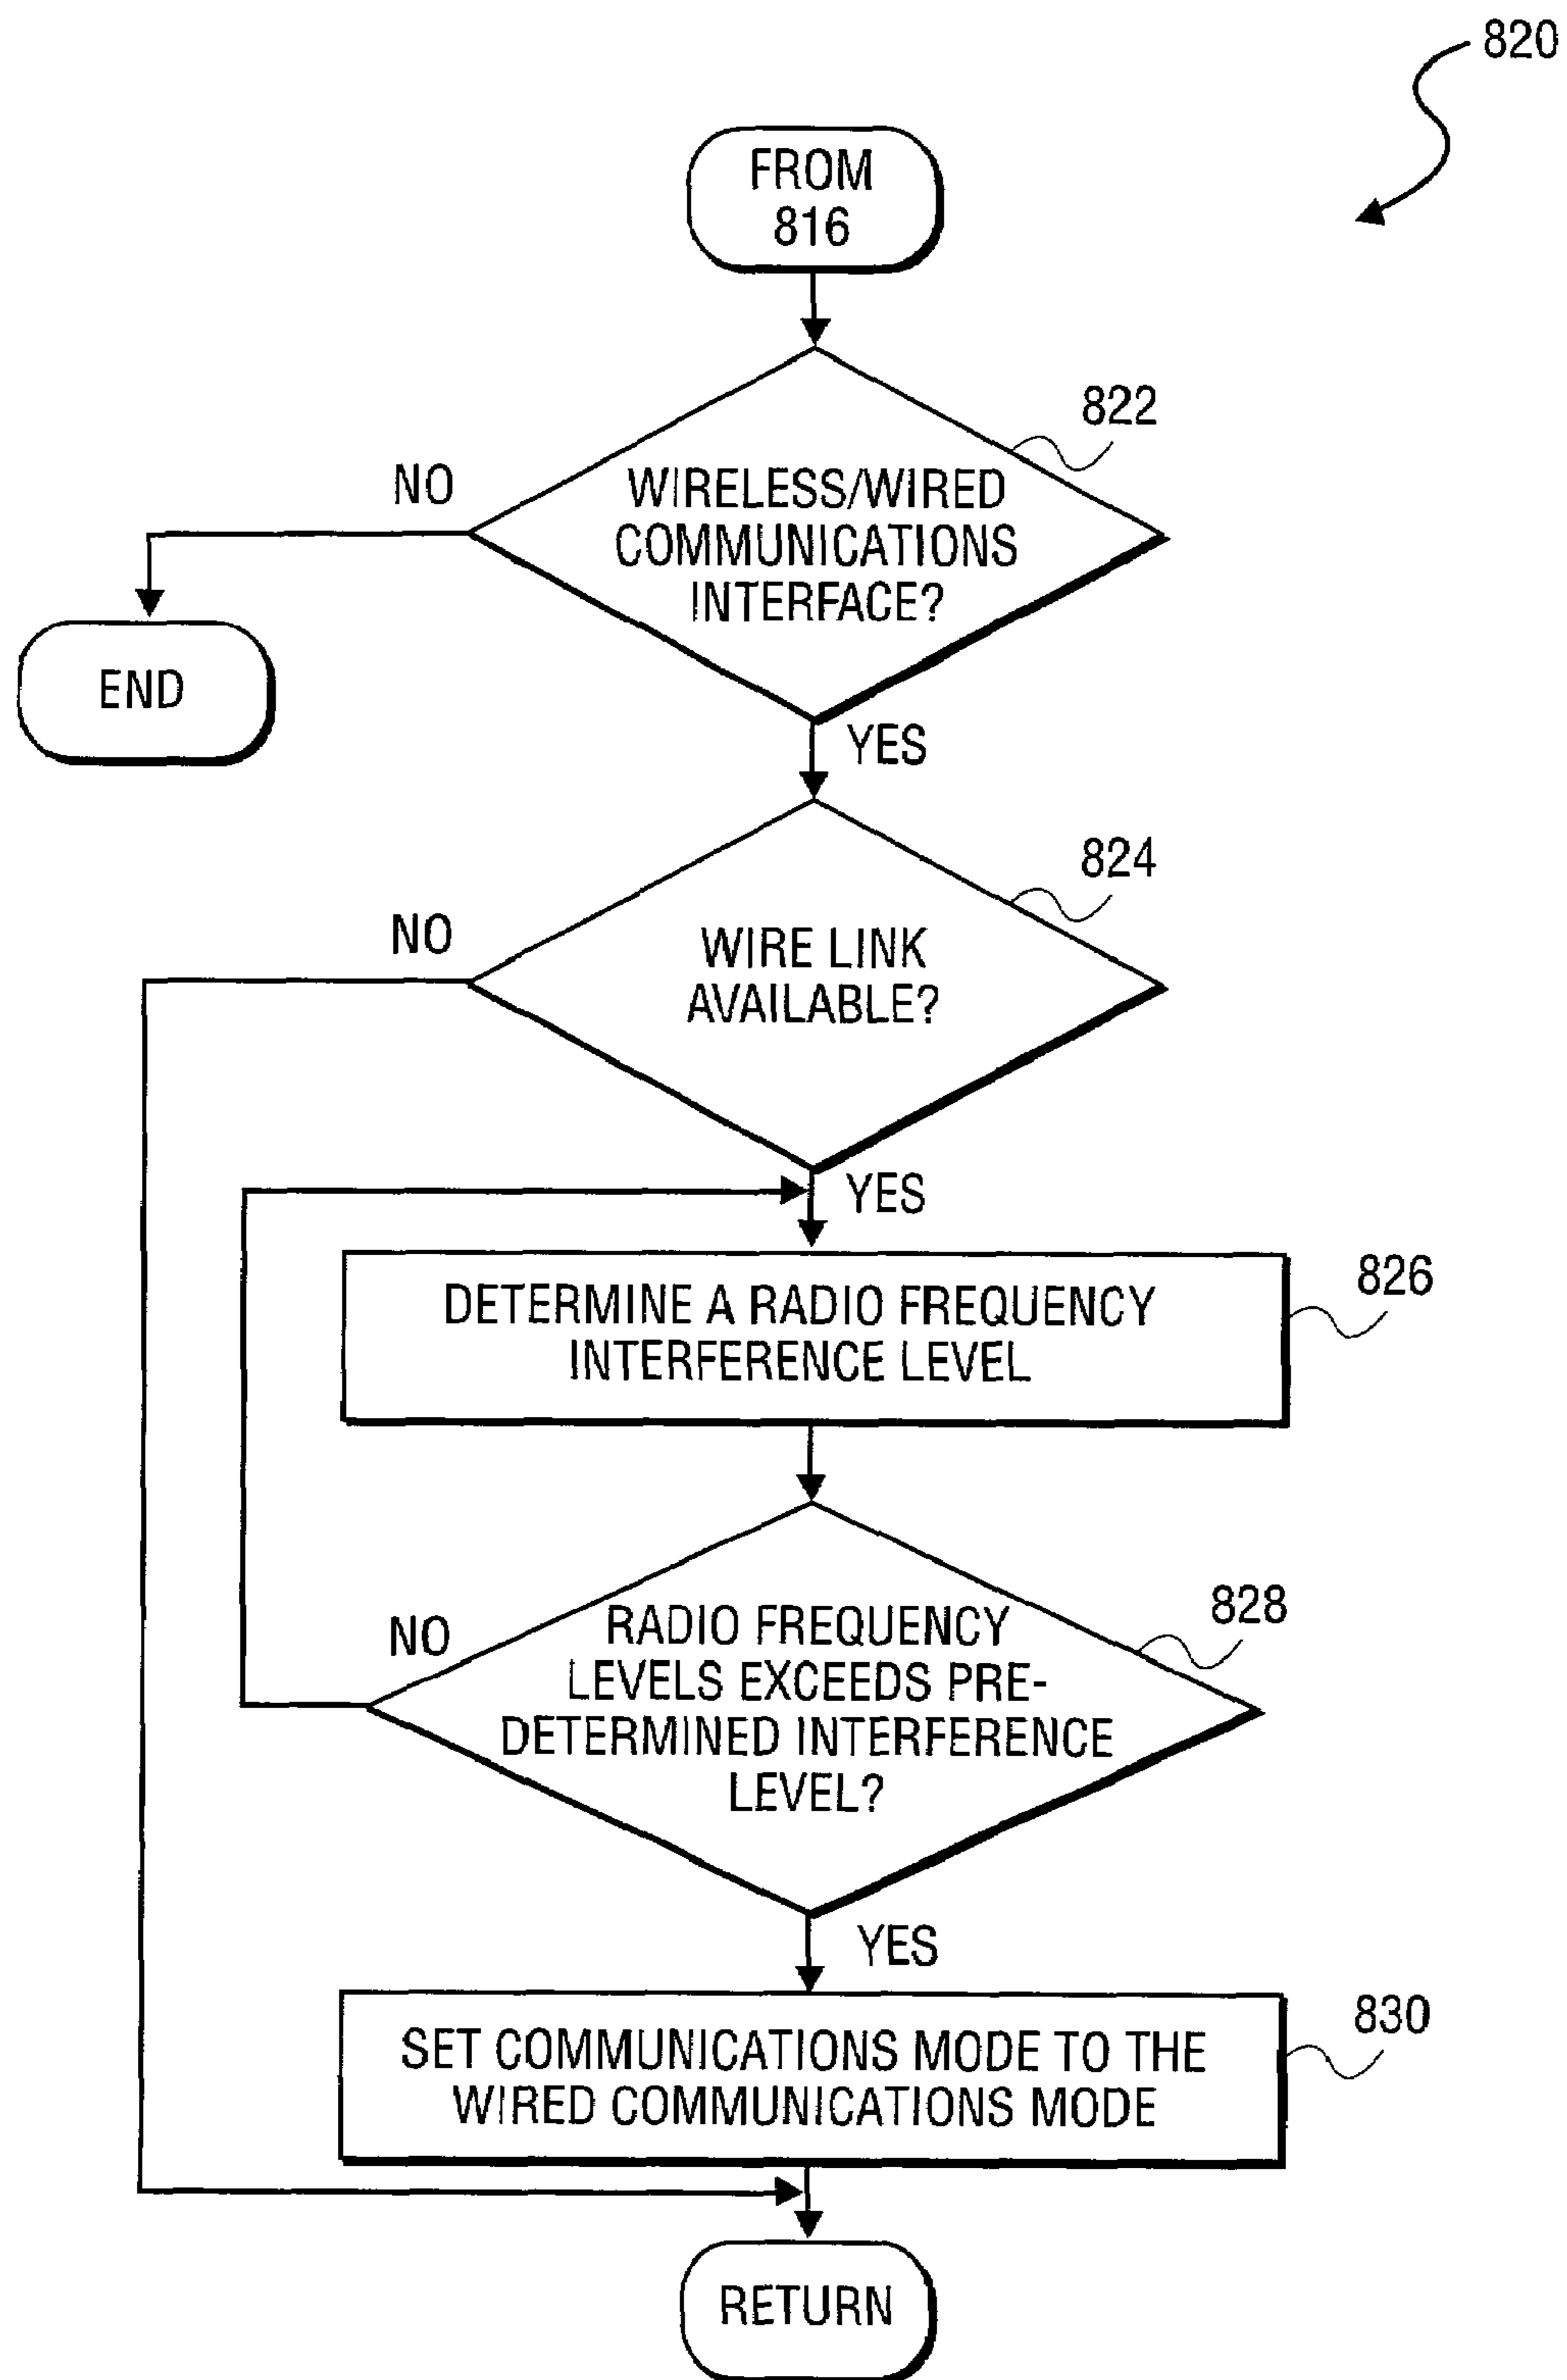 820
FROM
816
822
NO
WIRELESS/WIRED
COMMUNICATIONS
INTERFACE?
END
YES
824
NO
WIRE LINK
AVAILABLE?
YES
DETERMINE A RADIO FREQUENCY
INTERFERENCE LEVEL
826
828
NO
RADIO FREQUENCY
LEVELS EXCEEDS PRE-
DETERMINED INTERFERENCE
LEVEL?
YES
SET COMMUNICATIONS MODE TO THE
WIRED COMMUNICATIONS MODE
830
RETURN